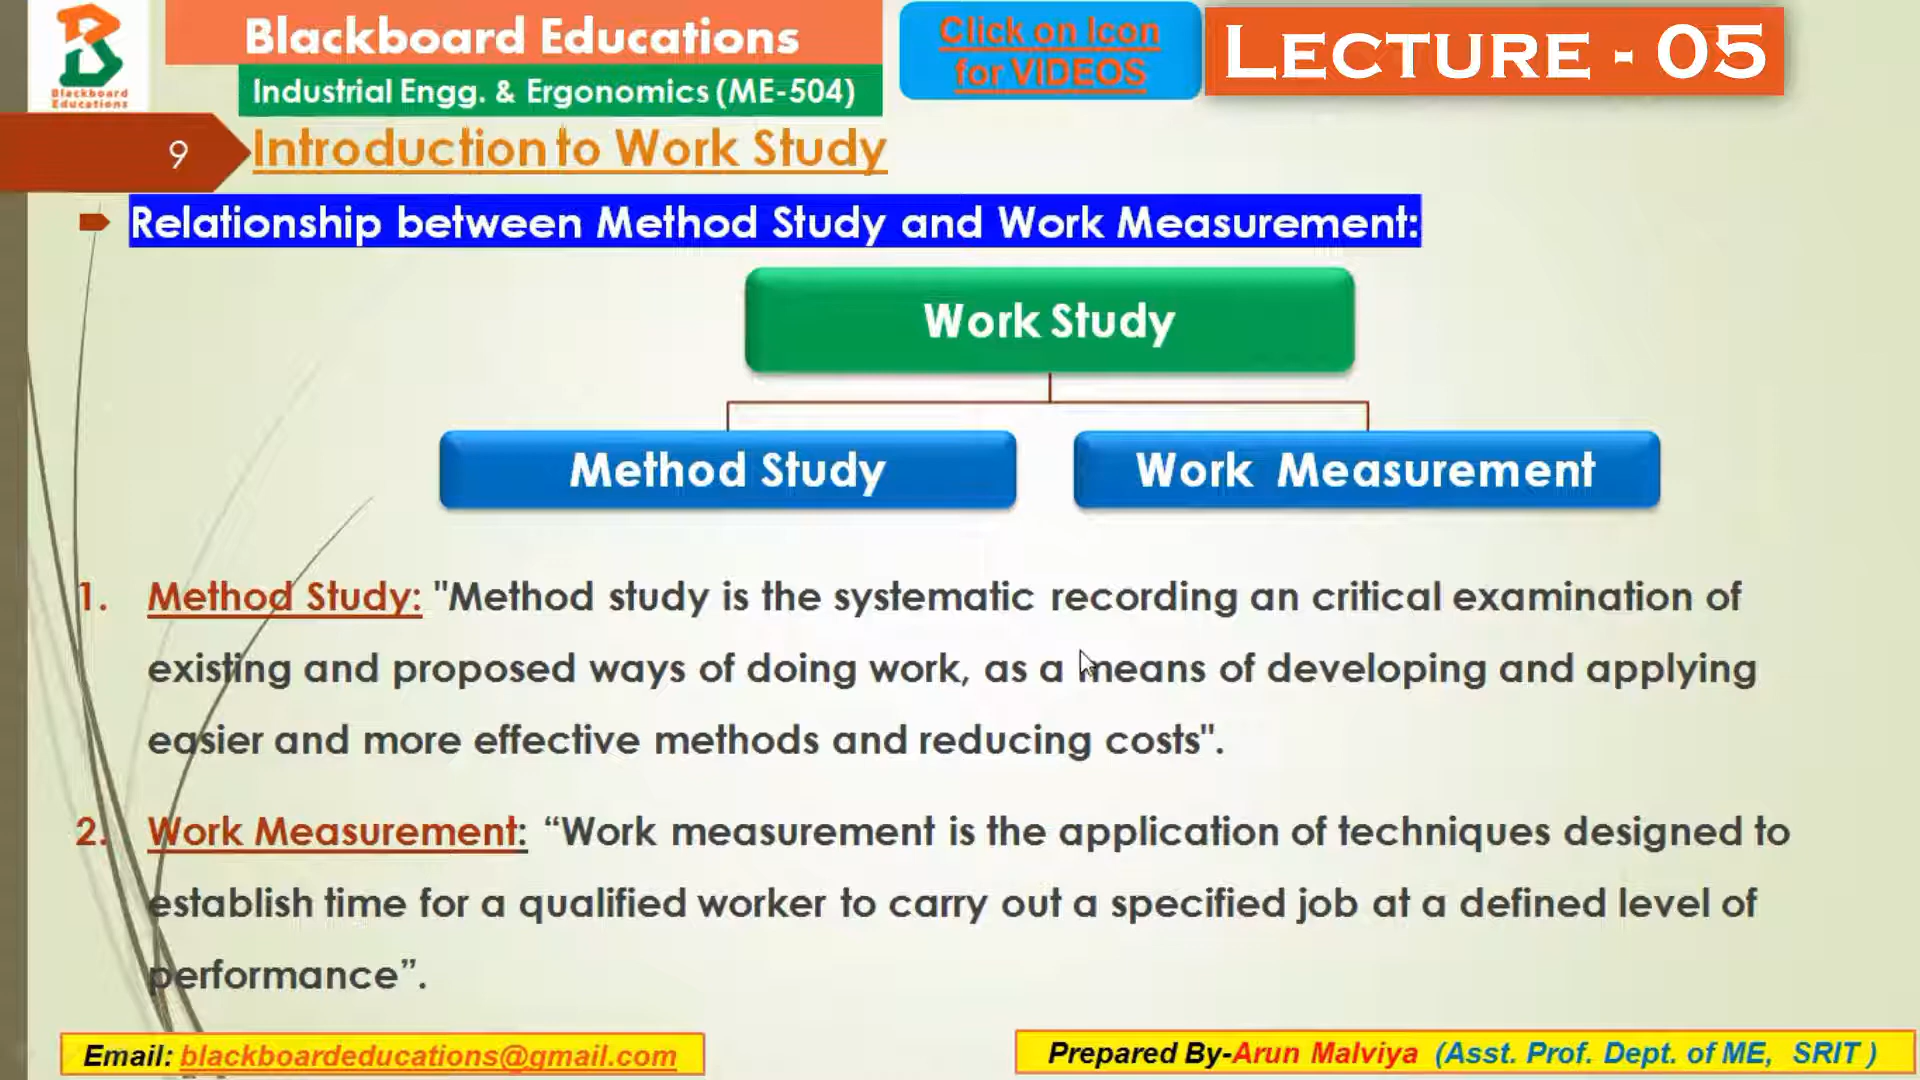 Blackboard Educations
Click on Icon
for VIDEOS
LECTURE - 05
Blackboard
Educations
Industrial Engg. & Ergonomics (ME-504)
9
Introduction to Work Study
Relationship between Method Study and Work Measurement:
Work Study
Method Study
Work Measurement
1. Method Study: "Method study is the systematic recording an critical examination of
existing and proposed ways of doing work, as a means of developing and applying
easier and more effective methods and reducing costs".
2. Work Measurement: “Work measurement is the application of techniques designed to
establish time for a qualified worker to carry out a specified job at a defined level of
performance”.
Email: blackboardeducations@gmail.com
Prepared By-Arun Malviya (Asst. Prof. Dept. of ME, SRIT )